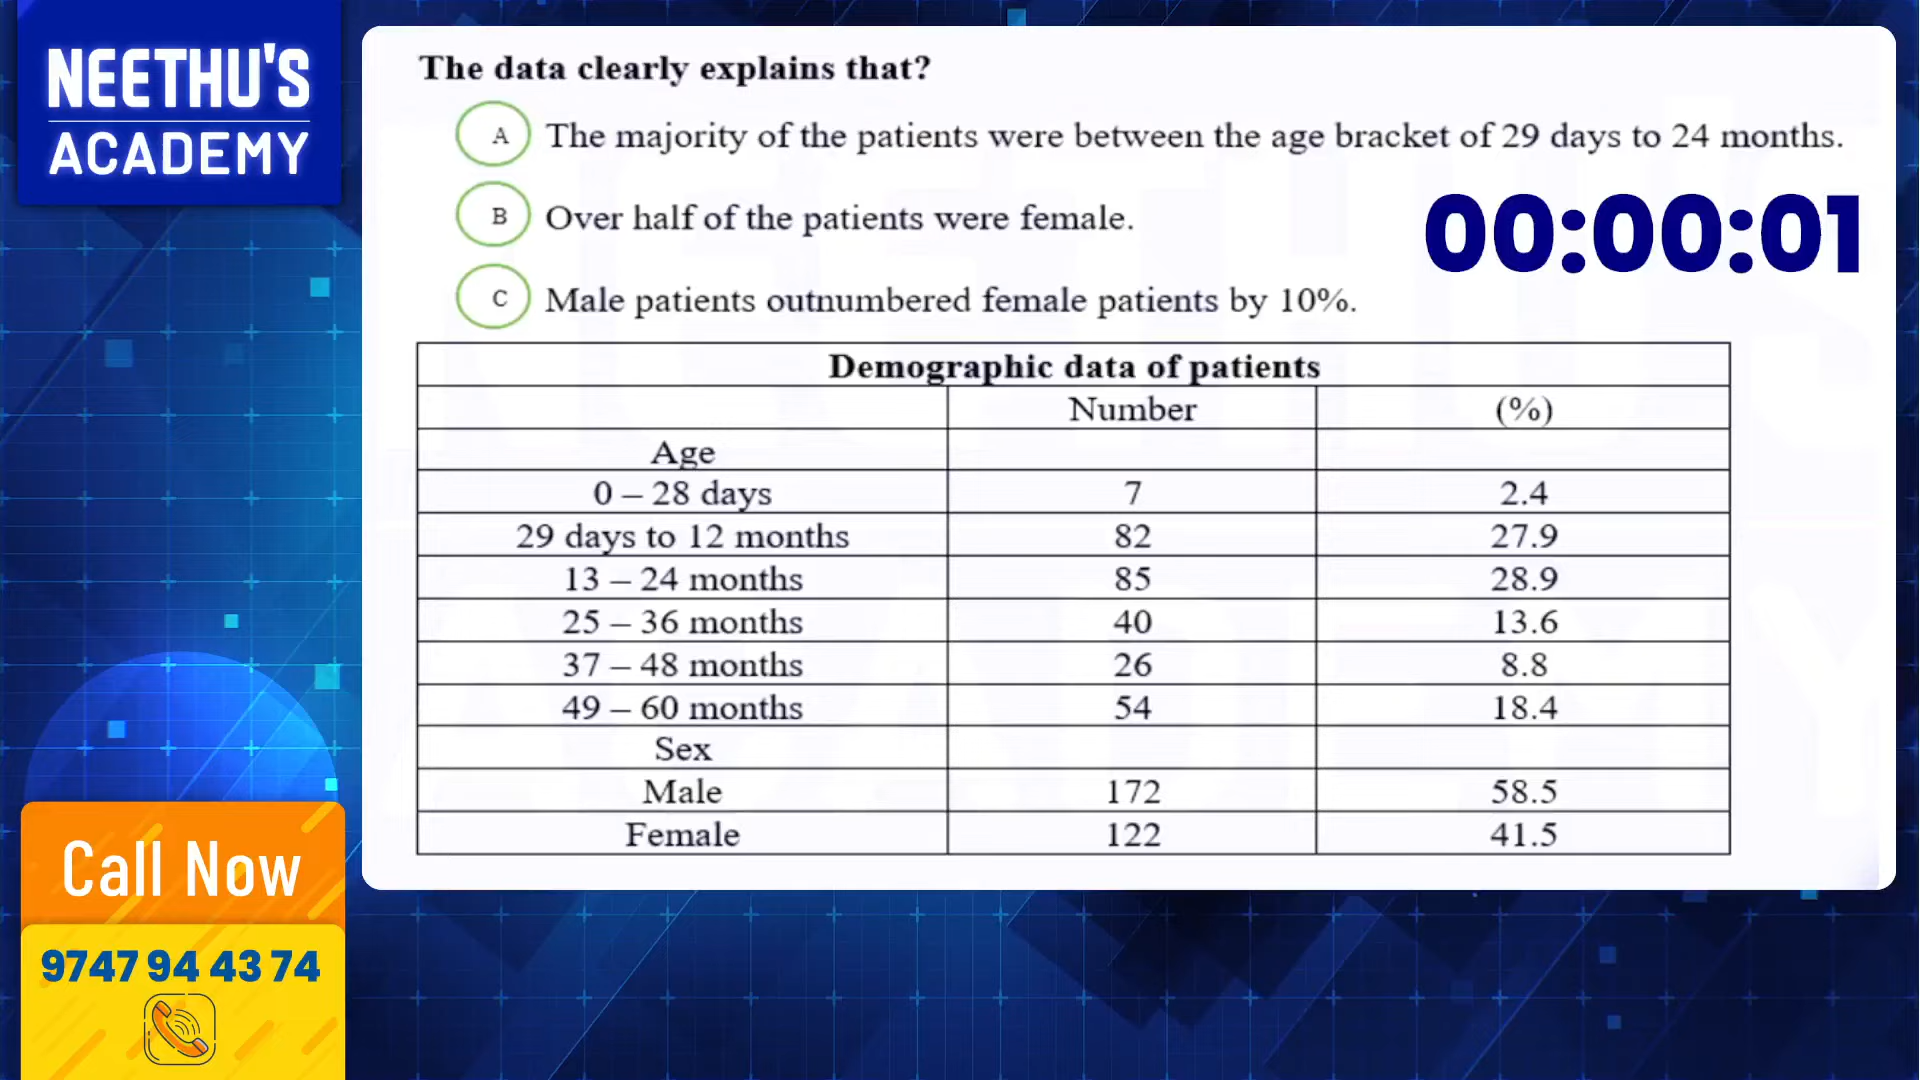 NEETHU'S
ACADEMY
The data clearly explains that?
A The majority of the patients were between the age bracket of 29 days to 24 months.
B Over half of the patients were female.
00:00:01
C Male patients outnumbered female patients by 10%.
Demographic data of patients
Number (%)
Age
0 – 28 days 7 2.4
29 days to 12 months 82 27.9
13 – 24 months 85 28.9
25 – 36 months 40 13.6
37 – 48 months 26 8.8
49 – 60 months 54 18.4
Sex
Male 172 58.5
Female 122 41.5
Call Now
9747 94 43 74